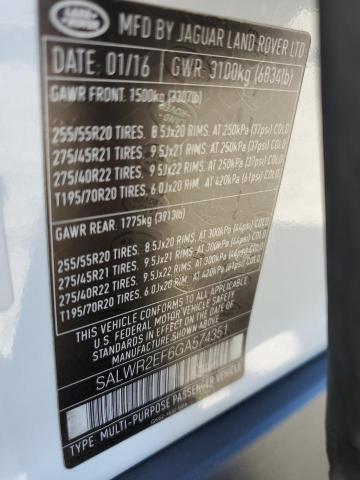 LAND ROVER
MFD BY JAGUAR LAND ROVER LTD
DATE: 01/16 GWR 3100kg (6834lb)
GAWR FRONT: 1500kg (3307lb)
255/55R20 TIRES. 8.5Jx20 RIMS. AT 250kPa (37psi) COLD
275/45R21 TIRES. 9.5Jx21 RIMS. AT 250kPa (37psi) COLD
275/40R22 TIRES. 9.5Jx22 RIMS. AT 250kPa (37psi) COLD
T195/70R20 TIRES. 6.0Jx20 RIMS. AT 420kPa (61psi) COLD
GAWR REAR: 1775kg (3913lb)
255/55R20 TIRES. 8.5Jx20 RIMS. AT 300kPa (44psi) COLD
275/45R21 TIRES. 9.5Jx21 RIMS. AT 300kPa (44psi) COLD
275/40R22 TIRES. 9.5Jx22 RIMS. AT 300kPa (44psi) COLD
T195/70R20 TIRES. 6.0Jx20 RIMS. AT 420kPa (61psi) COLD
THIS VEHICLE CONFORMS TO ALL APPLICABLE
U.S. FEDERAL MOTOR VEHICLE SAFETY
STANDARDS IN EFFECT ON THE DATE OF
MANUFACTURE SHOWN ABOVE.
SALWR2EF6GA574351
TYPE: MULTI-PURPOSE PASSENGER VEHICLE